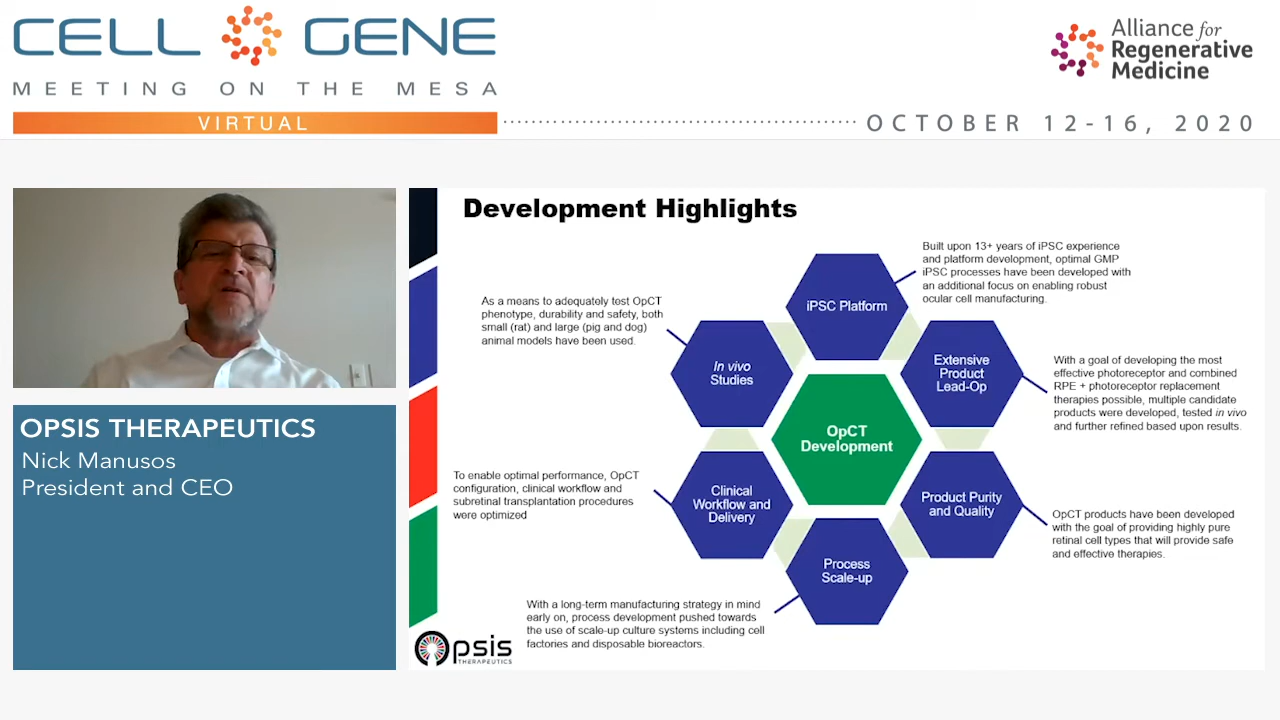 CELL GENE
MEETING ON THE MESA
VIRTUAL
Alliance for
Regenerative
Medicine
OCTOBER 12-16, 2020
OPSIS THERAPEUTICS
Nick Manusos
President and CEO
Development Highlights
iPSC Platform
Built upon 13+ years of iPSC experience
and platform development, optimal GMP
iPSC processes have been developed with
an additional focus on enabling robust
ocular cell manufacturing.
Extensive
Product
Lead-Op
With a goal of developing the most
effective photoreceptor and combined
RPE + photoreceptor replacement
therapies possible, multiple candidate
products were developed, tested in vivo
and further refined based upon results.
Product Purity
and Quality
OpCT products have been developed
with the goal of providing highly pure
retinal cell types that will provide safe
and effective therapies.
Process
Scale-up
With a long-term manufacturing strategy in mind
early on, process development pushed towards
the use of scale-up culture systems including cell
factories and disposable bioreactors.
Clinical
Workflow and
Delivery
To enable optimal performance, OpCT
configuration, clinical workflow and
subretinal transplantation procedures
were optimized
In vivo
Studies
As a means to adequately test OpCT
phenotype, durability and safety, both
small (rat) and large (pig and dog)
animal models have been used.
OpCT
Development
Opsis
THERAPEUTICS